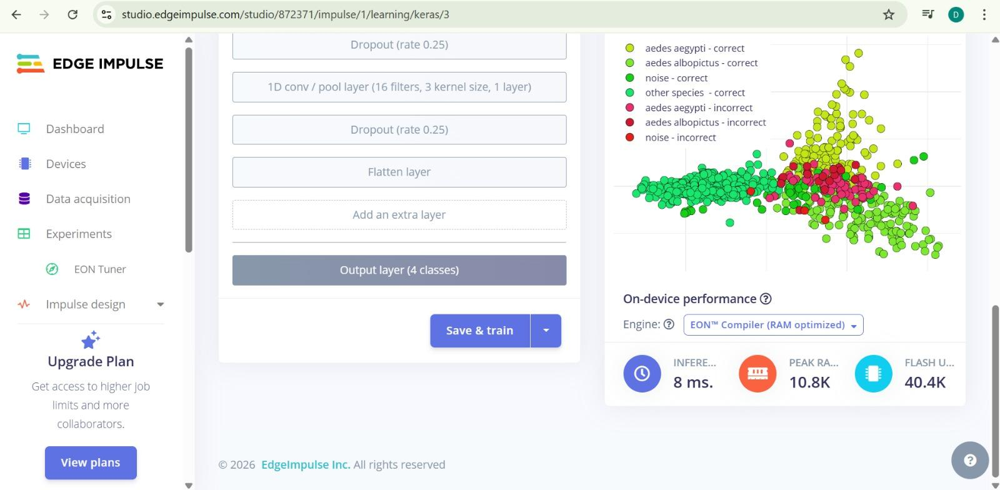 studio.edgeimpulse.com/studio/872371/impulse/1/learning/keras/3
D
EDGE IMPULSE
Dashboard
Devices
Data acquisition
Experiments
EON Tuner
Impulse design
Upgrade Plan
Get access to higher job
limits and more
collaborators.
View plans
Dropout (rate 0.25)
1D conv / pool layer (16 filters, 3 kernel size, 1 layer)
Dropout (rate 0.25)
Flatten layer
Add an extra layer
Output layer (4 classes)
Save & train
aedes aegypti - correct
aedes albopictus - correct
noise - correct
other species - correct
aedes aegypti - incorrect
aedes albopictus - incorrect
noise - incorrect
On-device performance ?
Engine: ? EON™ Compiler (RAM optimized)
INFERE... PEAK RA... FLASH U...
8 ms. 10.8K 40.4K
© 2026 EdgeImpulse Inc. All rights reserved
?